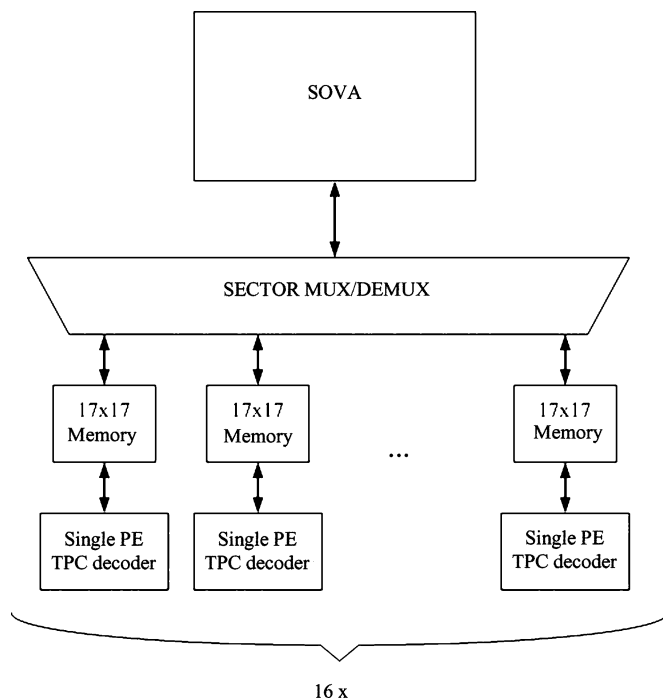 SOVA
SECTOR MUX/DEMUX
17x17
Memory
17x17
Memory
...
17x17
Memory
Single PE
TPC decoder
Single PE
TPC decoder
Single PE
TPC decoder
16 x